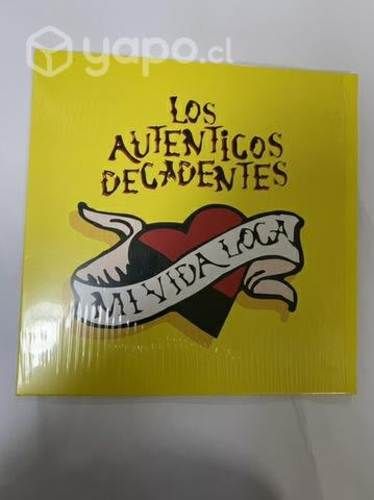 yapo.cl
LOS
AUTENTICOS
DECADENTES
MI VIDA LOCA